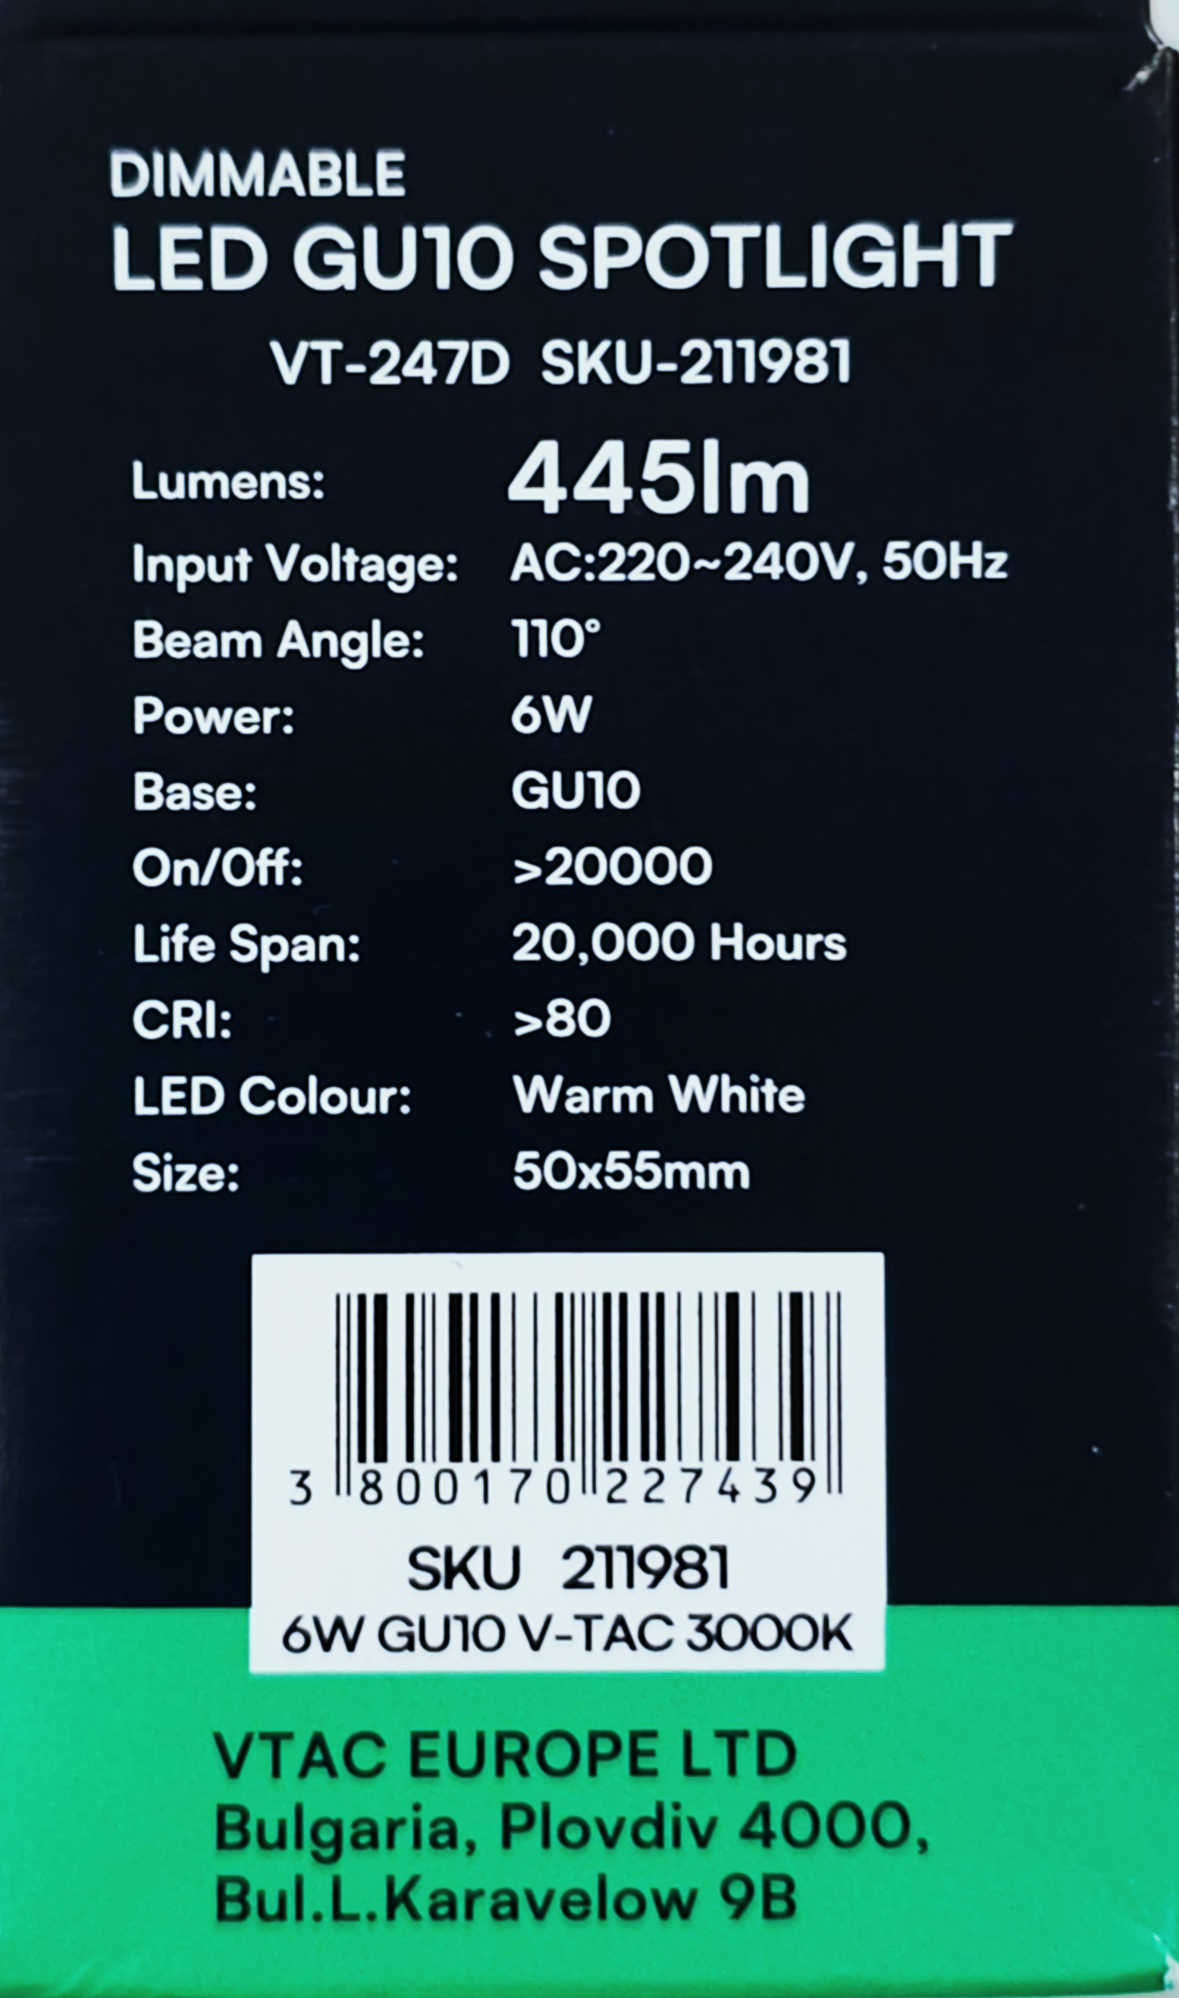 DIMMABLE
LED GU10 SPOTLIGHT
VT-247D SKU-211981
Lumens: 445lm
Input Voltage: AC:220~240V, 50Hz
Beam Angle: 110°
Power: 6W
Base: GU10
On/Off: >20000
Life Span: 20,000 Hours
CRI: >80
LED Colour: Warm White
Size: 50x55mm
3 800170 227439
SKU 211981
6W GU10 V-TAC 3000K
VTAC EUROPE LTD
Bulgaria, Plovdiv 4000,
Bul.L.Karavelow 9B